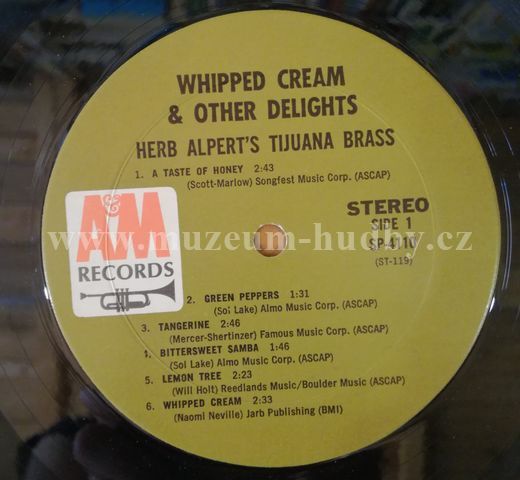 WHIPPED CREAM
& OTHER DELIGHTS
HERB ALPERT'S TIJUANA BRASS
1. A TASTE OF HONEY 2:43
(Scott-Marlow) Songfest Music Corp. (ASCAP)
STEREO
SIDE 1
SP-4110
(ST-119)
A&M
RECORDS
www.muzeum-hudby.cz
2. GREEN PEPPERS 1:31
(Sol Lake) Almo Music Corp. (ASCAP)
3. TANGERINE 2:46
(Mercer-Shertinzer) Famous Music Corp. (ASCAP)
4. BITTERSWEET SAMBA 1:46
(Sol Lake) Almo Music Corp. (ASCAP)
5. LEMON TREE 2:23
(Will Holt) Reedlands Music/Boulder Music (ASCAP)
6. WHIPPED CREAM 2:33
(Naomi Neville) Jarb Publishing (BMI)